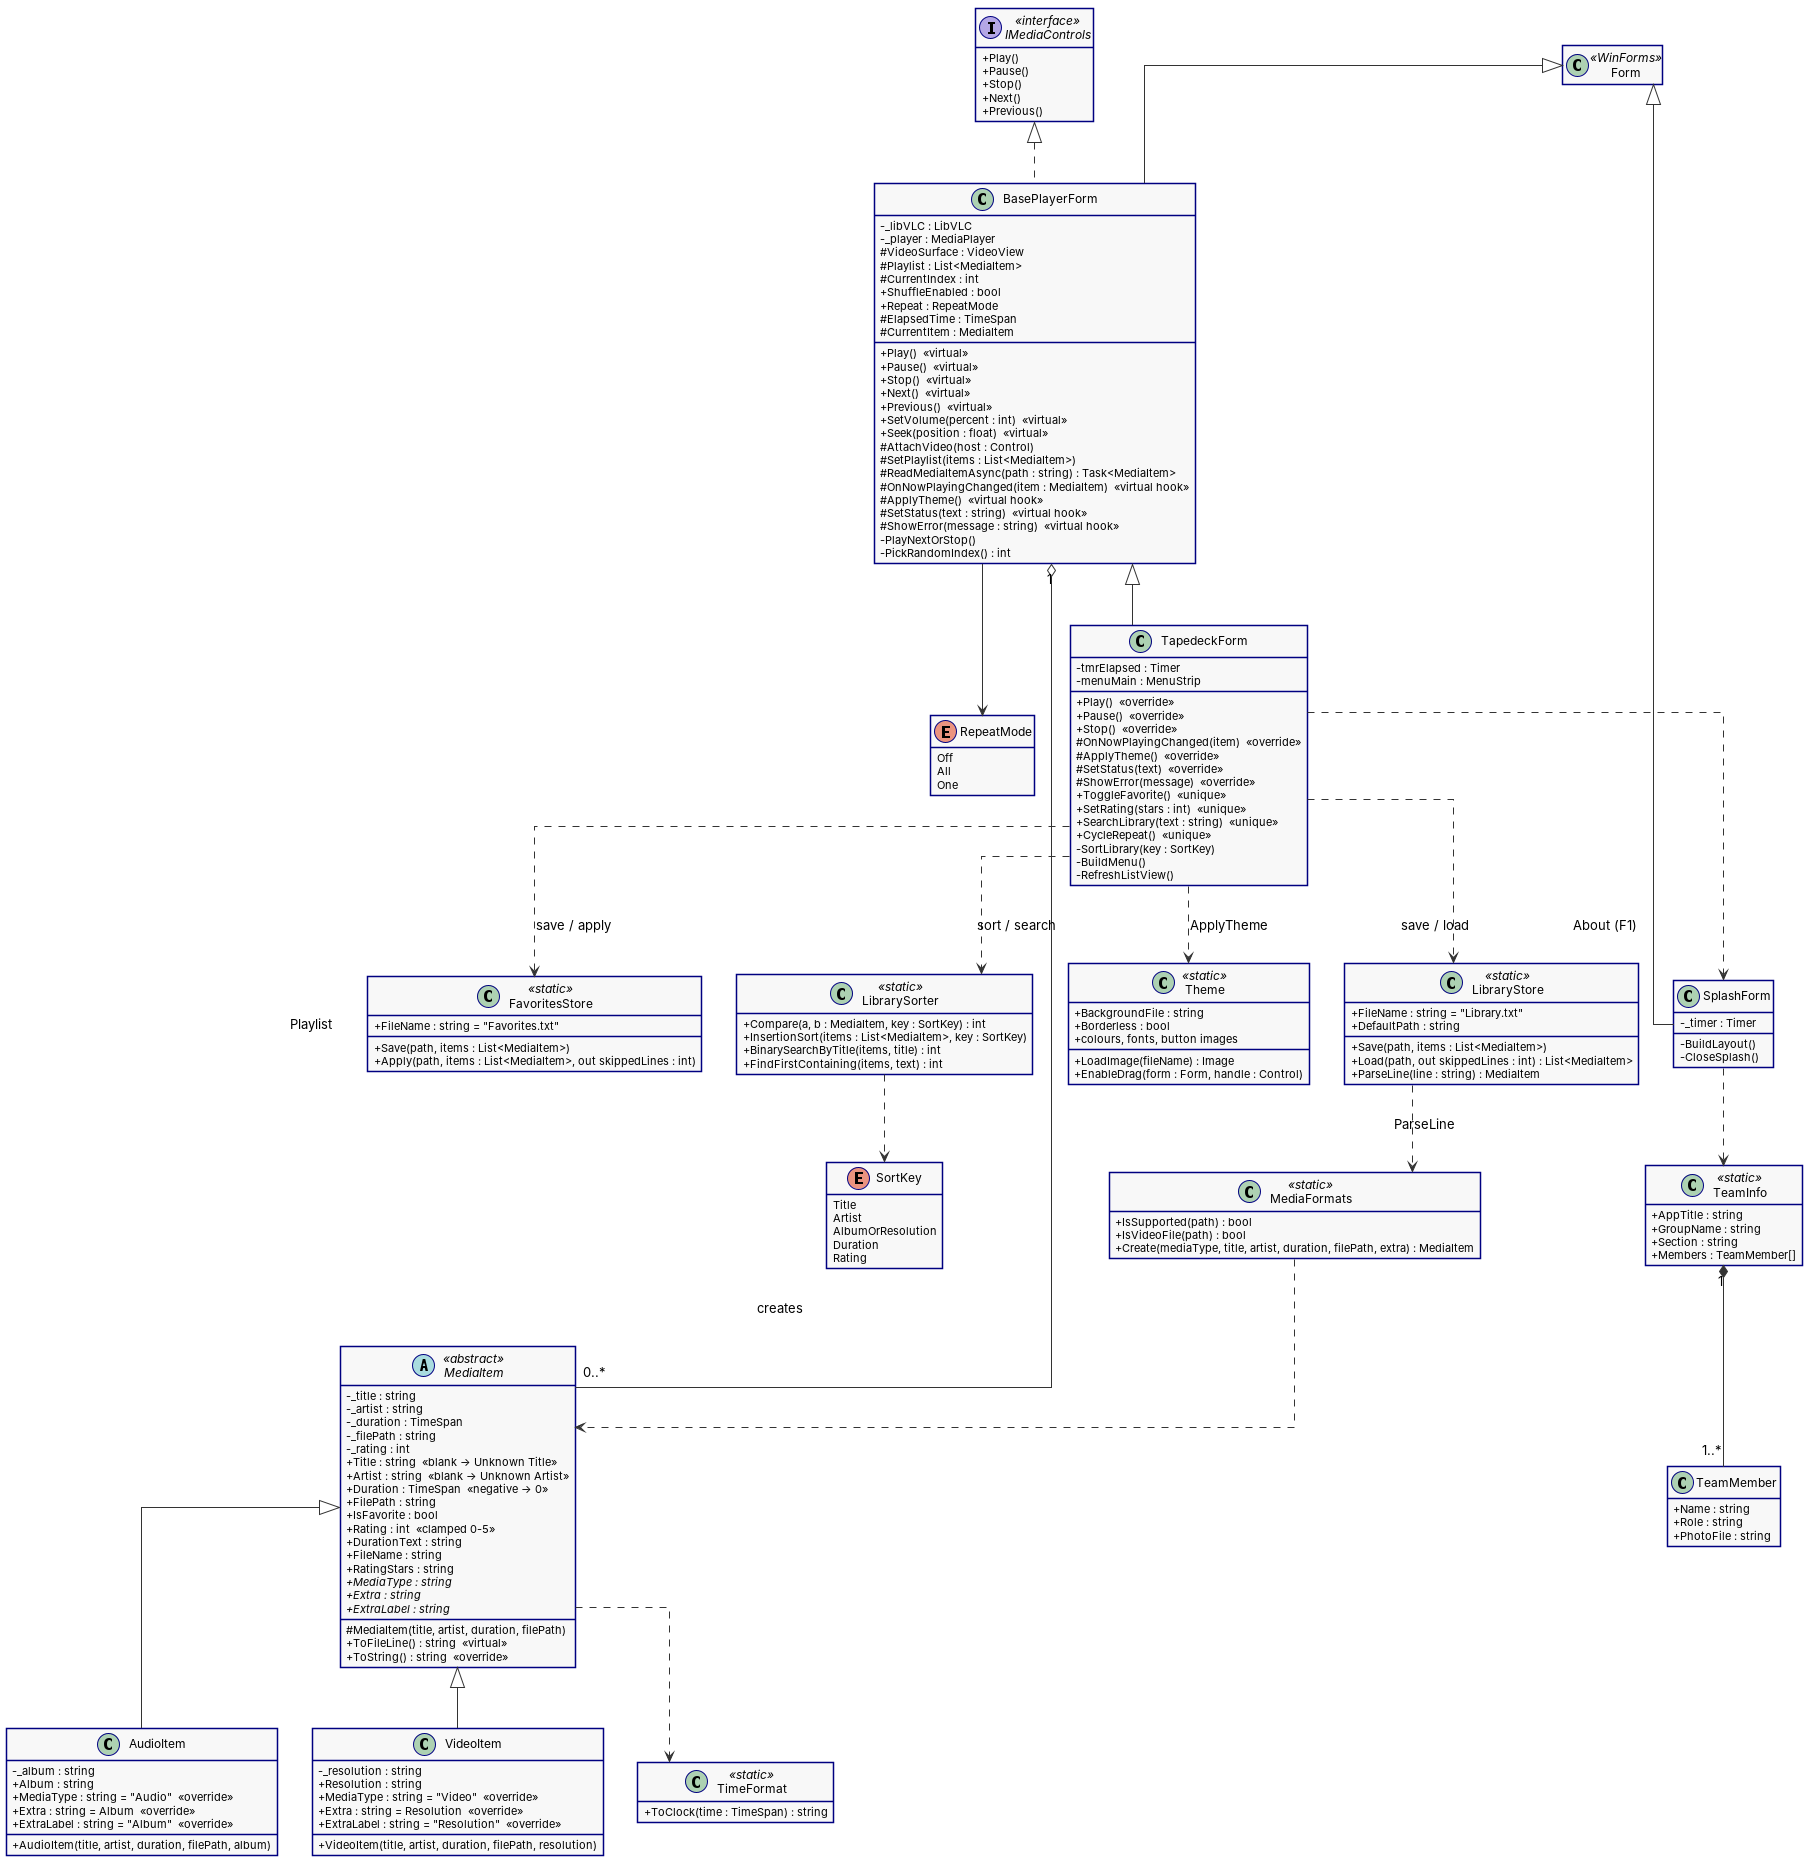 I
«interface»
IMediaControls
+Play()
+Pause()
+Stop()
+Next()
+Previous()
C
«WinForms»
Form
C
BasePlayerForm
-_libVLC : LibVLC
-_player : MediaPlayer
#VideoSurface : VideoView
#Playlist : List<MediaItem>
#CurrentIndex : int
+ShuffleEnabled : bool
+Repeat : RepeatMode
#ElapsedTime : TimeSpan
#CurrentItem : MediaItem
+Play() «virtual»
+Pause() «virtual»
+Stop() «virtual»
+Next() «virtual»
+Previous() «virtual»
+SetVolume(percent : int) «virtual»
+Seek(position : float) «virtual»
#AttachVideo(host : Control)
#SetPlaylist(items : List<MediaItem>)
#ReadMediaItemAsync(path : string) : Task<MediaItem>
#OnNowPlayingChanged(item : MediaItem) «virtual hook»
#ApplyTheme() «virtual hook»
#SetStatus(text : string) «virtual hook»
#ShowError(message : string) «virtual hook»
-PlayNextOrStop()
-PickRandomIndex() : int
1
C
TapedeckForm
-tmrElapsed : Timer
-menuMain : MenuStrip
+Play() «override»
+Pause() «override»
+Stop() «override»
#OnNowPlayingChanged(item) «override»
#ApplyTheme() «override»
#SetStatus(text) «override»
#ShowError(message) «override»
+ToggleFavorite() «unique»
+SetRating(stars : int) «unique»
+SearchLibrary(text : string) «unique»
+CycleRepeat() «unique»
-SortLibrary(key : SortKey)
-BuildMenu()
-RefreshListView()
E
RepeatMode
Off
All
One
save / apply
sort / search
ApplyTheme
save / load
About (F1)
Playlist
C
«static»
FavoritesStore
+FileName : string = "Favorites.txt"
+Save(path, items : List<MediaItem>)
+Apply(path, items : List<MediaItem>, out skippedLines : int)
C
«static»
LibrarySorter
+Compare(a, b : MediaItem, key : SortKey) : int
+InsertionSort(items : List<MediaItem>, key : SortKey)
+BinarySearchByTitle(items, title) : int
+FindFirstContaining(items, text) : int
C
«static»
Theme
+BackgroundFile : string
+Borderless : bool
+colours, fonts, button images
+LoadImage(fileName) : Image
+EnableDrag(form : Form, handle : Control)
C
«static»
LibraryStore
+FileName : string = "Library.txt"
+DefaultPath : string
+Save(path, items : List<MediaItem>)
+Load(path, out skippedLines : int) : List<MediaItem>
+ParseLine(line : string) : MediaItem
C
SplashForm
-_timer : Timer
-BuildLayout()
-CloseSplash()
ParseLine
E
SortKey
Title
Artist
AlbumOrResolution
Duration
Rating
C
«static»
MediaFormats
+IsSupported(path) : bool
+IsVideoFile(path) : bool
+Create(mediaType, title, artist, duration, filePath, extra) : MediaItem
C
«static»
TeamInfo
+AppTitle : string
+GroupName : string
+Section : string
+Members : TeamMember[]
1
creates
0..*
1..*
A
«abstract»
MediaItem
-_title : string
-_artist : string
-_duration : TimeSpan
-_filePath : string
-_rating : int
+Title : string «blank → Unknown Title»
+Artist : string «blank → Unknown Artist»
+Duration : TimeSpan «negative → 0»
+FilePath : string
+IsFavorite : bool
+Rating : int «clamped 0-5»
+DurationText : string
+FileName : string
+RatingStars : string
+MediaType : string
+Extra : string
+ExtraLabel : string
#MediaItem(title, artist, duration, filePath)
+ToFileLine() : string «virtual»
+ToString() : string «override»
C
TeamMember
+Name : string
+Role : string
+PhotoFile : string
C
AudioItem
-_album : string
+Album : string
+MediaType : string = "Audio" «override»
+Extra : string = Album «override»
+ExtraLabel : string = "Album" «override»
+AudioItem(title, artist, duration, filePath, album)
C
VideoItem
-_resolution : string
+Resolution : string
+MediaType : string = "Video" «override»
+Extra : string = Resolution «override»
+ExtraLabel : string = "Resolution" «override»
+VideoItem(title, artist, duration, filePath, resolution)
C
«static»
TimeFormat
+ToClock(time : TimeSpan) : string